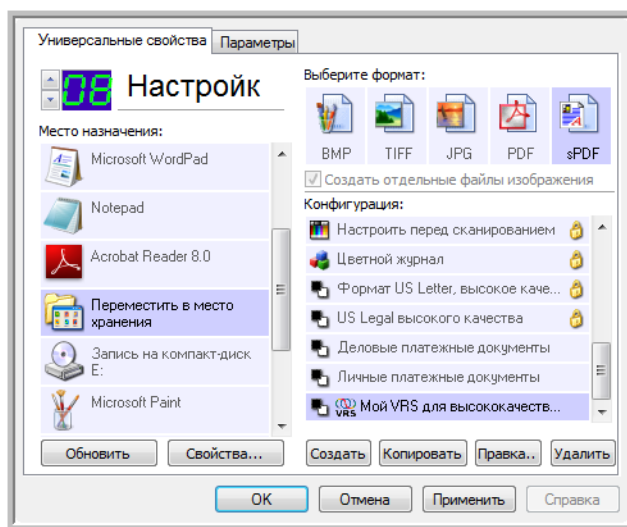 Универсальные свойства Параметры
08 Настройк
Выберите формат:
BMP TIFF JPG PDF sPDF
Создать отдельные файлы изображения
Место назначения:
Microsoft WordPad
Notepad
Acrobat Reader 8.0
Переместить в место
хранения
Запись на компакт-диск
E:
Microsoft Paint
Обновить Свойства...
Конфигурация:
Настроить перед сканированием
Цветной журнал
Формат US Letter, высокое каче...
US Legal высокого качества
Деловые платежные документы
Личные платежные документы
VRS Мой VRS для высококачеств...
Создать Копировать Правка.. Удалить
OK Отмена Применить Справка